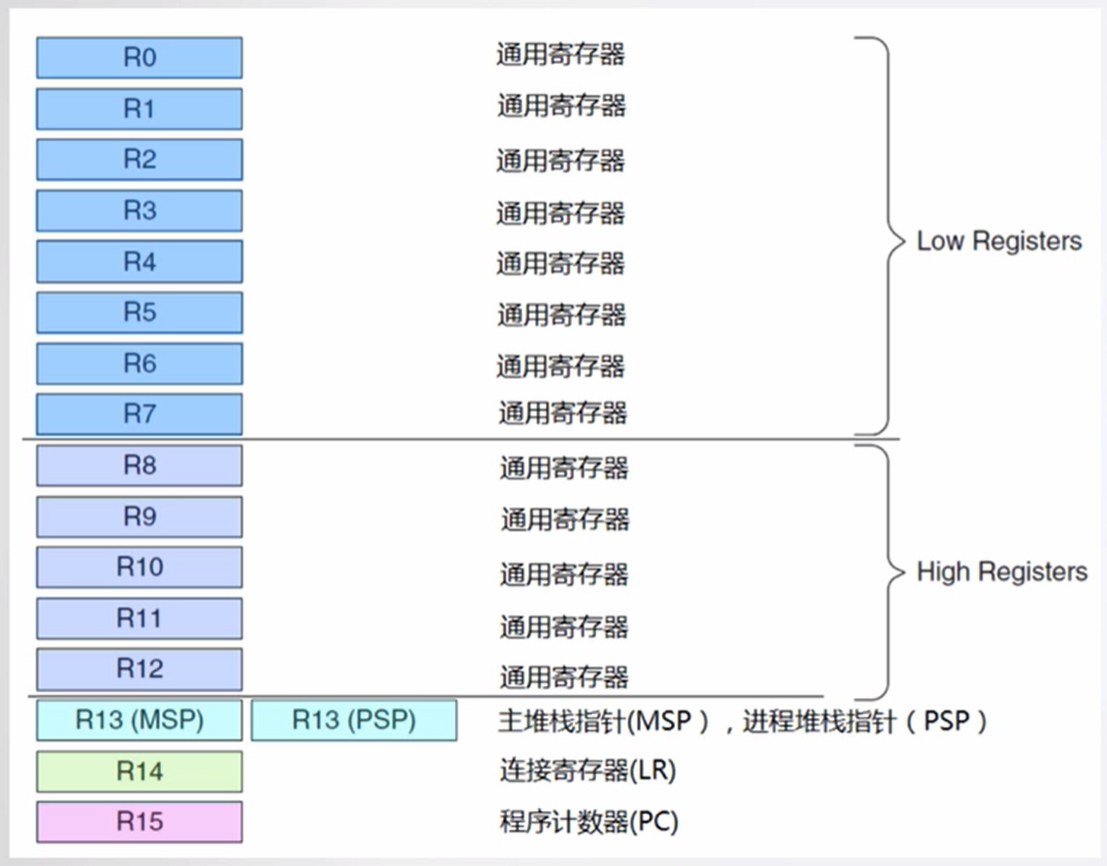 R0 通用寄存器
R1 通用寄存器
R2 通用寄存器
R3 通用寄存器
R4 通用寄存器
Low Registers
R5 通用寄存器
R6 通用寄存器
R7 通用寄存器
R8 通用寄存器
R9 通用寄存器
R10 通用寄存器
High Registers
R11 通用寄存器
R12 通用寄存器
R13 (MSP) R13 (PSP) 主堆栈指针(MSP），进程堆栈指针（PSP）
R14 连接寄存器(LR)
R15 程序计数器(PC)